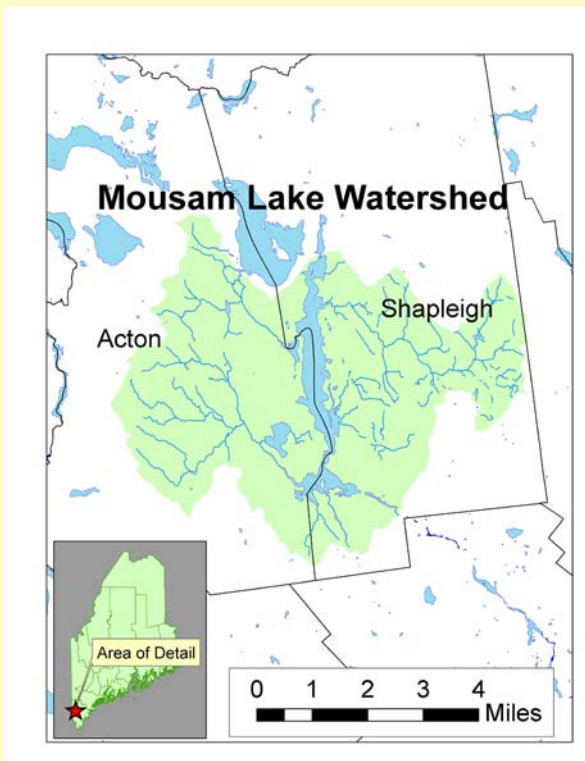 Mousam Lake Watershed
Shapleigh
Acton
Area of Detail
0 1 2 3 4
Miles